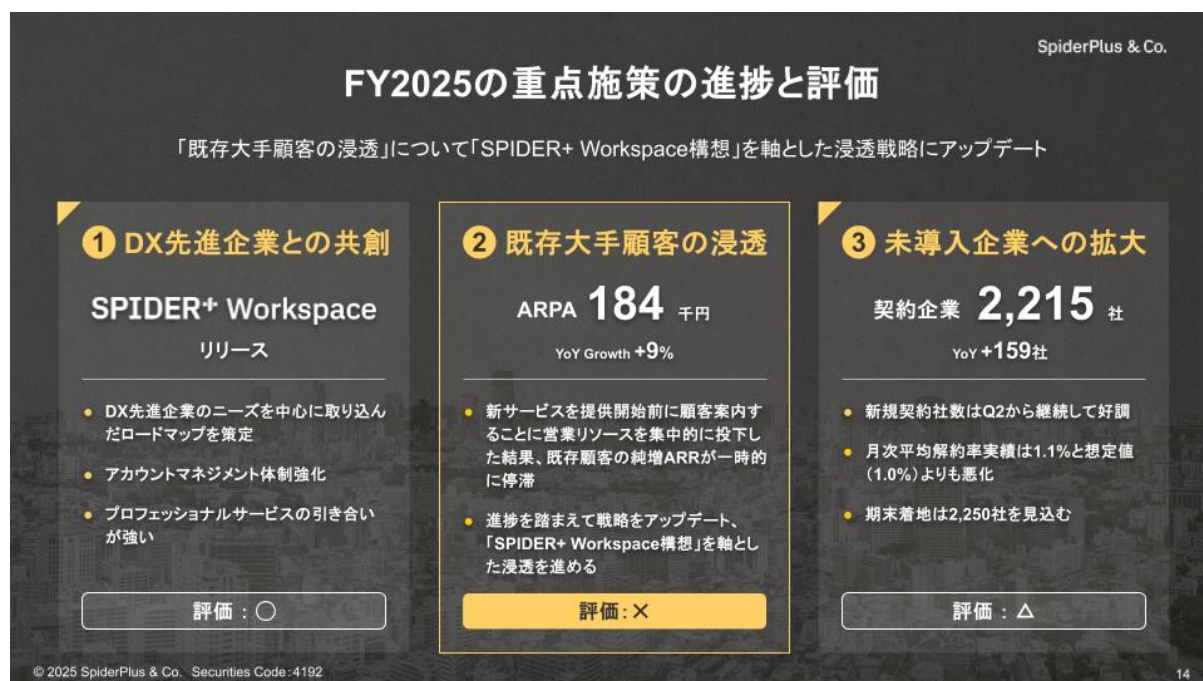 SpiderPlus & Co.
FY2025の重点施策の進捗と評価
「既存大手顧客の浸透」について「SPIDER+ Workspace構想」を軸とした浸透戦略にアップデート
1 DX先進企業との共創
SPIDER+ Workspace
リリース
• DX先進企業のニーズを中心に取り込ん
だロードマップを策定
• アカウントマネジメント体制強化
• プロフェッショナルサービスの引き合い
が強い
評価：○
2 既存大手顧客の浸透
ARPA 184 千円
YoY Growth +9%
• 新サービスを提供開始前に顧客案内す
ることに営業リソースを集中的に投下し
た結果、既存顧客の純増ARRが一時的
に停滞
• 進捗を踏まえて戦略をアップデート、
「SPIDER+ Workspace構想」を軸とし
た浸透を進める
評価：×
3 未導入企業への拡大
契約企業 2,215 社
YoY +159社
• 新規契約社数はQ2から継続して好調
• 月次平均解約率実績は1.1%と想定値
（1.0%）よりも悪化
• 期末着地は2,250社を見込む
評価：△
© 2025 SpiderPlus & Co. Securities Code：4192
14